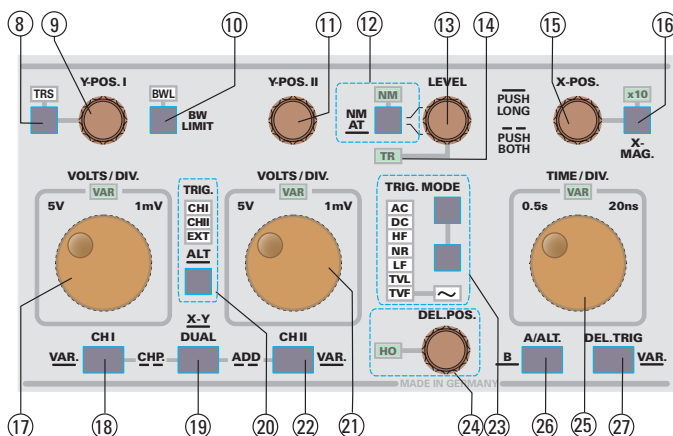 8 9 10 11 12 13 14 15 16
Y-POS. I Y-POS. II LEVEL X-POS.
TRS BWL NM x10
BW LIMIT
NM
AT
PUSH LONG
PUSH BOTH
X-MAG.
TR
VOLTS / DIV. TRIG. VOLTS / DIV. TRIG. MODE TIME / DIV.
VAR VAR VAR
5V 1mV 5V 1mV 0.5s 20ns
CHI
CHII
EXT
ALT
AC
DC
HF
NR
LF
TVL
TVF ~
X-Y
DEL.POS.
CH I DUAL CH II A/ALT. DEL.TRIG
HO
VAR. CHP. ADD VAR. B VAR.
MADE IN GERMANY
17 18 19 20 21 22 24 23 26 25 27